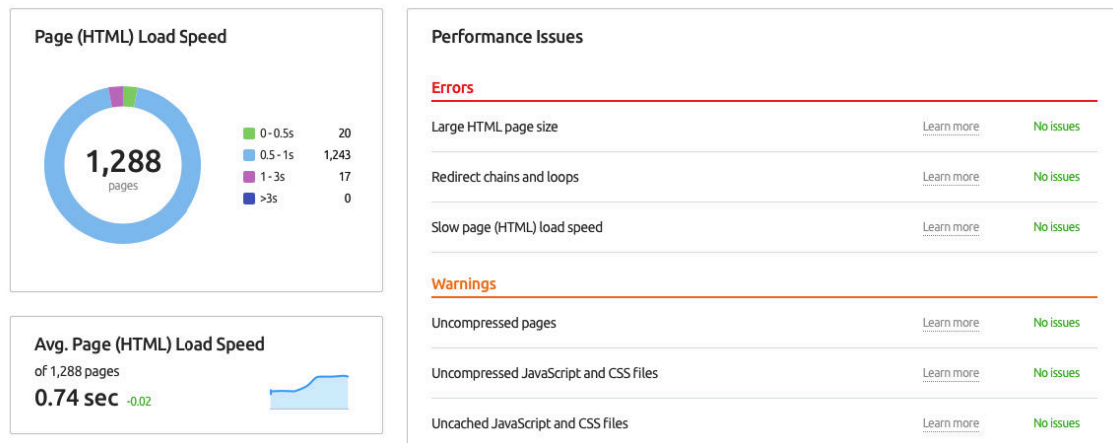 Page (HTML) Load Speed
1,288
pages
0 - 0.5s 20
0.5 - 1s 1,243
1 - 3s 17
>3s 0
Avg. Page (HTML) Load Speed
of 1,288 pages
0.74 sec -0.02
Performance Issues
Errors
Large HTML page size Learn more No issues
Redirect chains and loops Learn more No issues
Slow page (HTML) load speed Learn more No issues
Warnings
Uncompressed pages Learn more No issues
Uncompressed JavaScript and CSS files Learn more No issues
Uncached JavaScript and CSS files Learn more No issues